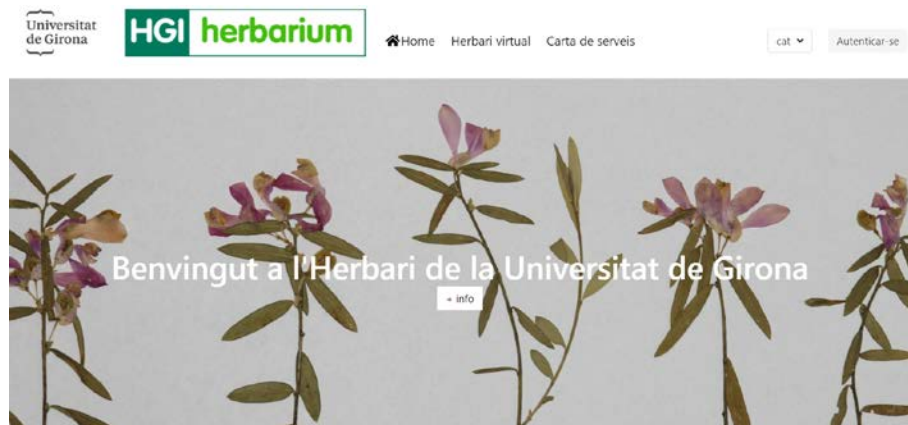 Universitat
de Girona
HGI herbarium
Home Herbari virtual Carta de serveis
cat
Autenticar-se
Benvingut a l'Herbari de la Universitat de Girona
+ info